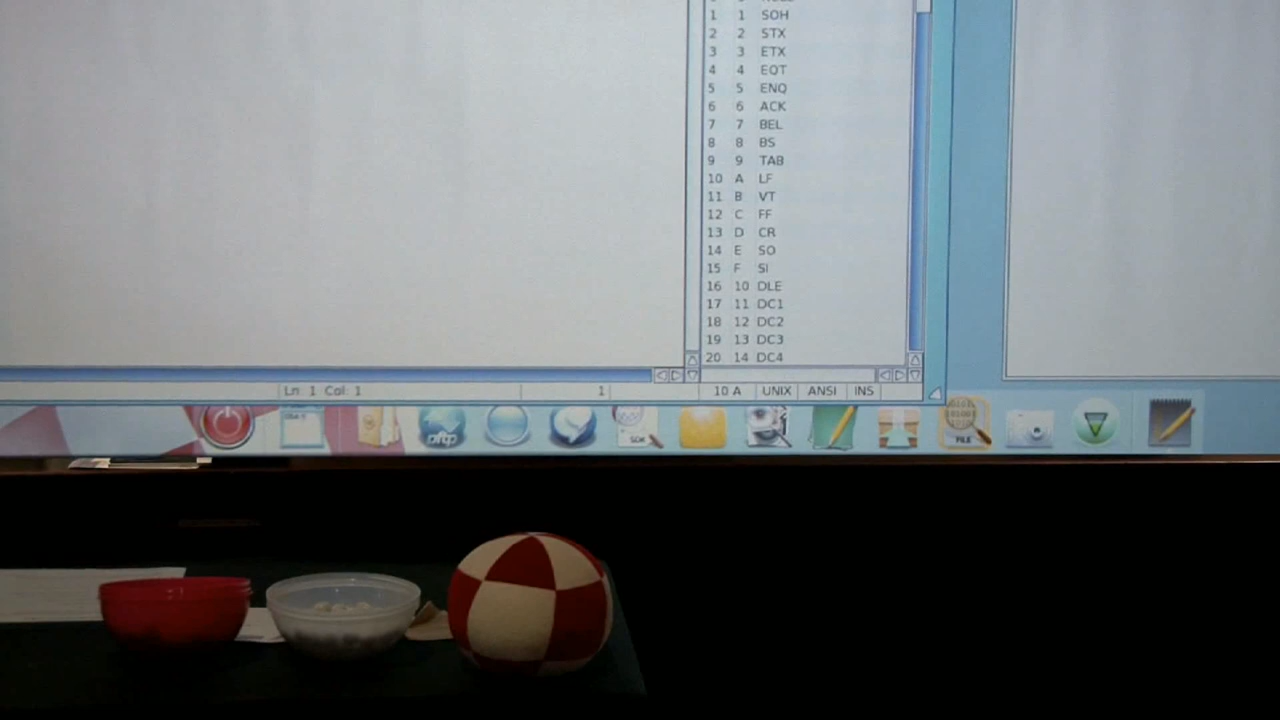 1 1 SOH
2 2 STX
3 3 ETX
4 4 EOT
5 5 ENQ
6 6 ACK
7 7 BEL
8 8 BS
9 9 TAB
10 A LF
11 B VT
12 C FF
13 D CR
14 E SO
15 F SI
16 10 DLE
17 11 DC1
18 12 DC2
19 13 DC3
20 14 DC4
Ln: 1 Col: 1 1 10 A UNIX ANSI INS
FILE